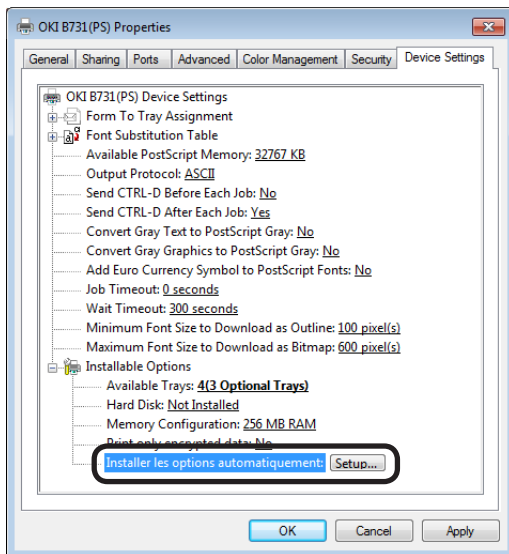 OKI B731(PS) Properties
General Sharing Ports Advanced Color Management Security Device Settings
OKI B731(PS) Device Settings
Form To Tray Assignment
Font Substitution Table
Available PostScript Memory: 32767 KB
Output Protocol: ASCII
Send CTRL-D Before Each Job: No
Send CTRL-D After Each Job: Yes
Convert Gray Text to PostScript Gray: No
Convert Gray Graphics to PostScript Gray: No
Add Euro Currency Symbol to PostScript Fonts: No
Job Timeout: 0 seconds
Wait Timeout: 300 seconds
Minimum Font Size to Download as Outline: 100 pixel(s)
Maximum Font Size to Download as Bitmap: 600 pixel(s)
Installable Options
Available Trays: 4(3 Optional Trays)
Hard Disk: Not Installed
Memory Configuration: 256 MB RAM
Print only encrypted data: No
Installer les options automatiquement: Setup...
OK Cancel Apply